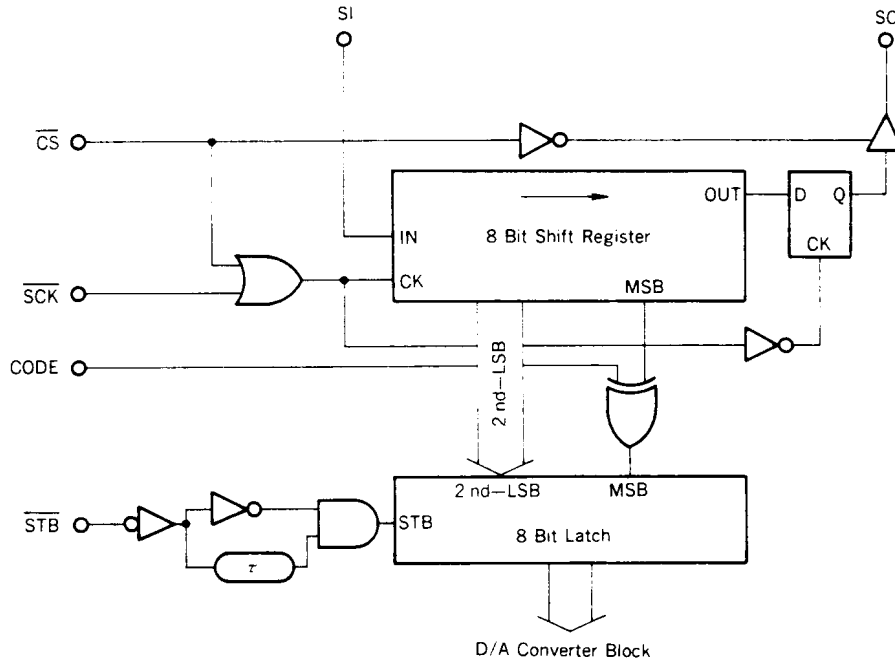 SI
SO
CS
OUT
D
Q
IN
8 Bit Shift Register
CK
CK
SCK
MSB
CODE
2 nd—LSB
2 nd—LSB
MSB
STB
STB
8 Bit Latch
τ
D/A Converter Block